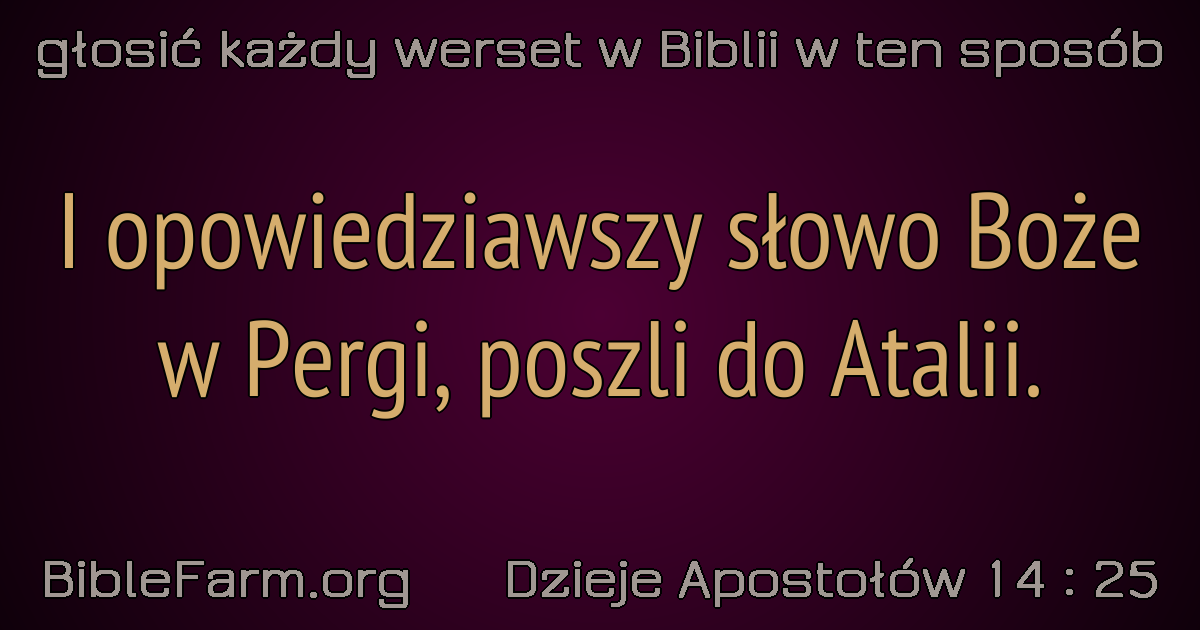 głosić każdy werset w Biblii w ten sposób
I opowiedziawszy słowo Boże
w Pergi, poszli do Atalii.
BibleFarm.org Dzieje Apostołów 14 : 25